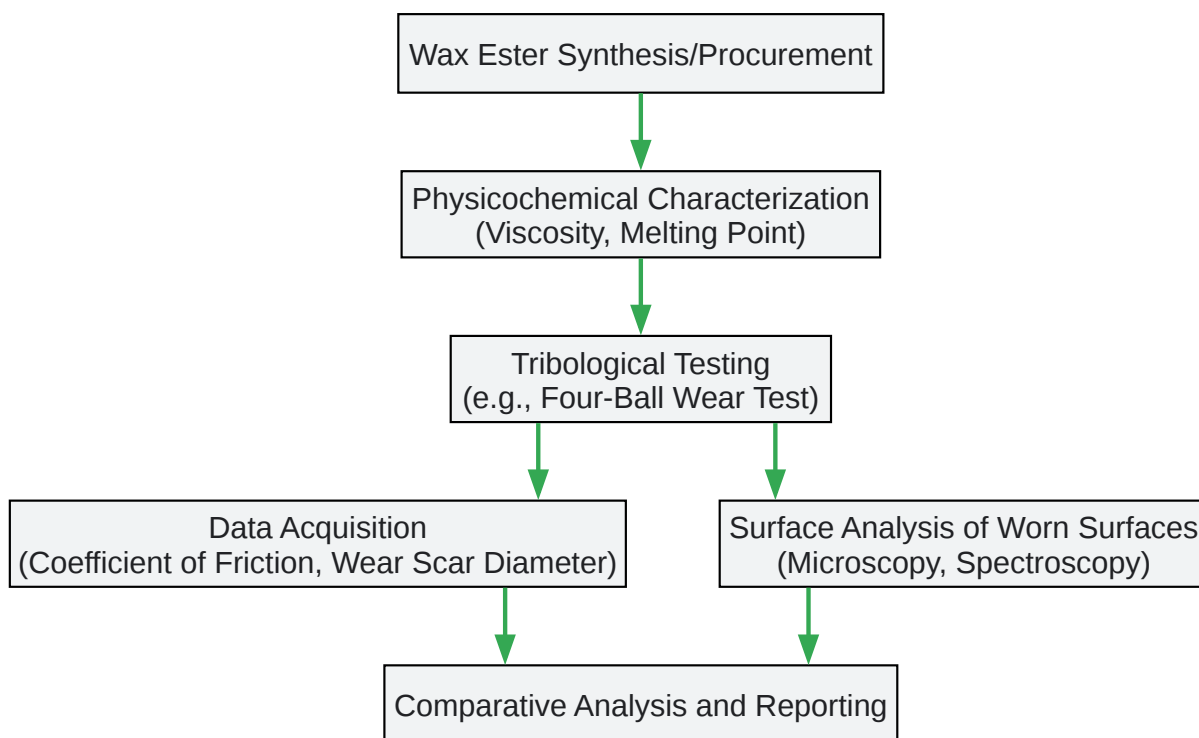 Wax Ester Synthesis/Procurement
Physicochemical Characterization
(Viscosity, Melting Point)
Tribological Testing
(e.g., Four-Ball Wear Test)
Data Acquisition
(Coefficient of Friction, Wear Scar Diameter)
Surface Analysis of Worn Surfaces
(Microscopy, Spectroscopy)
Comparative Analysis and Reporting